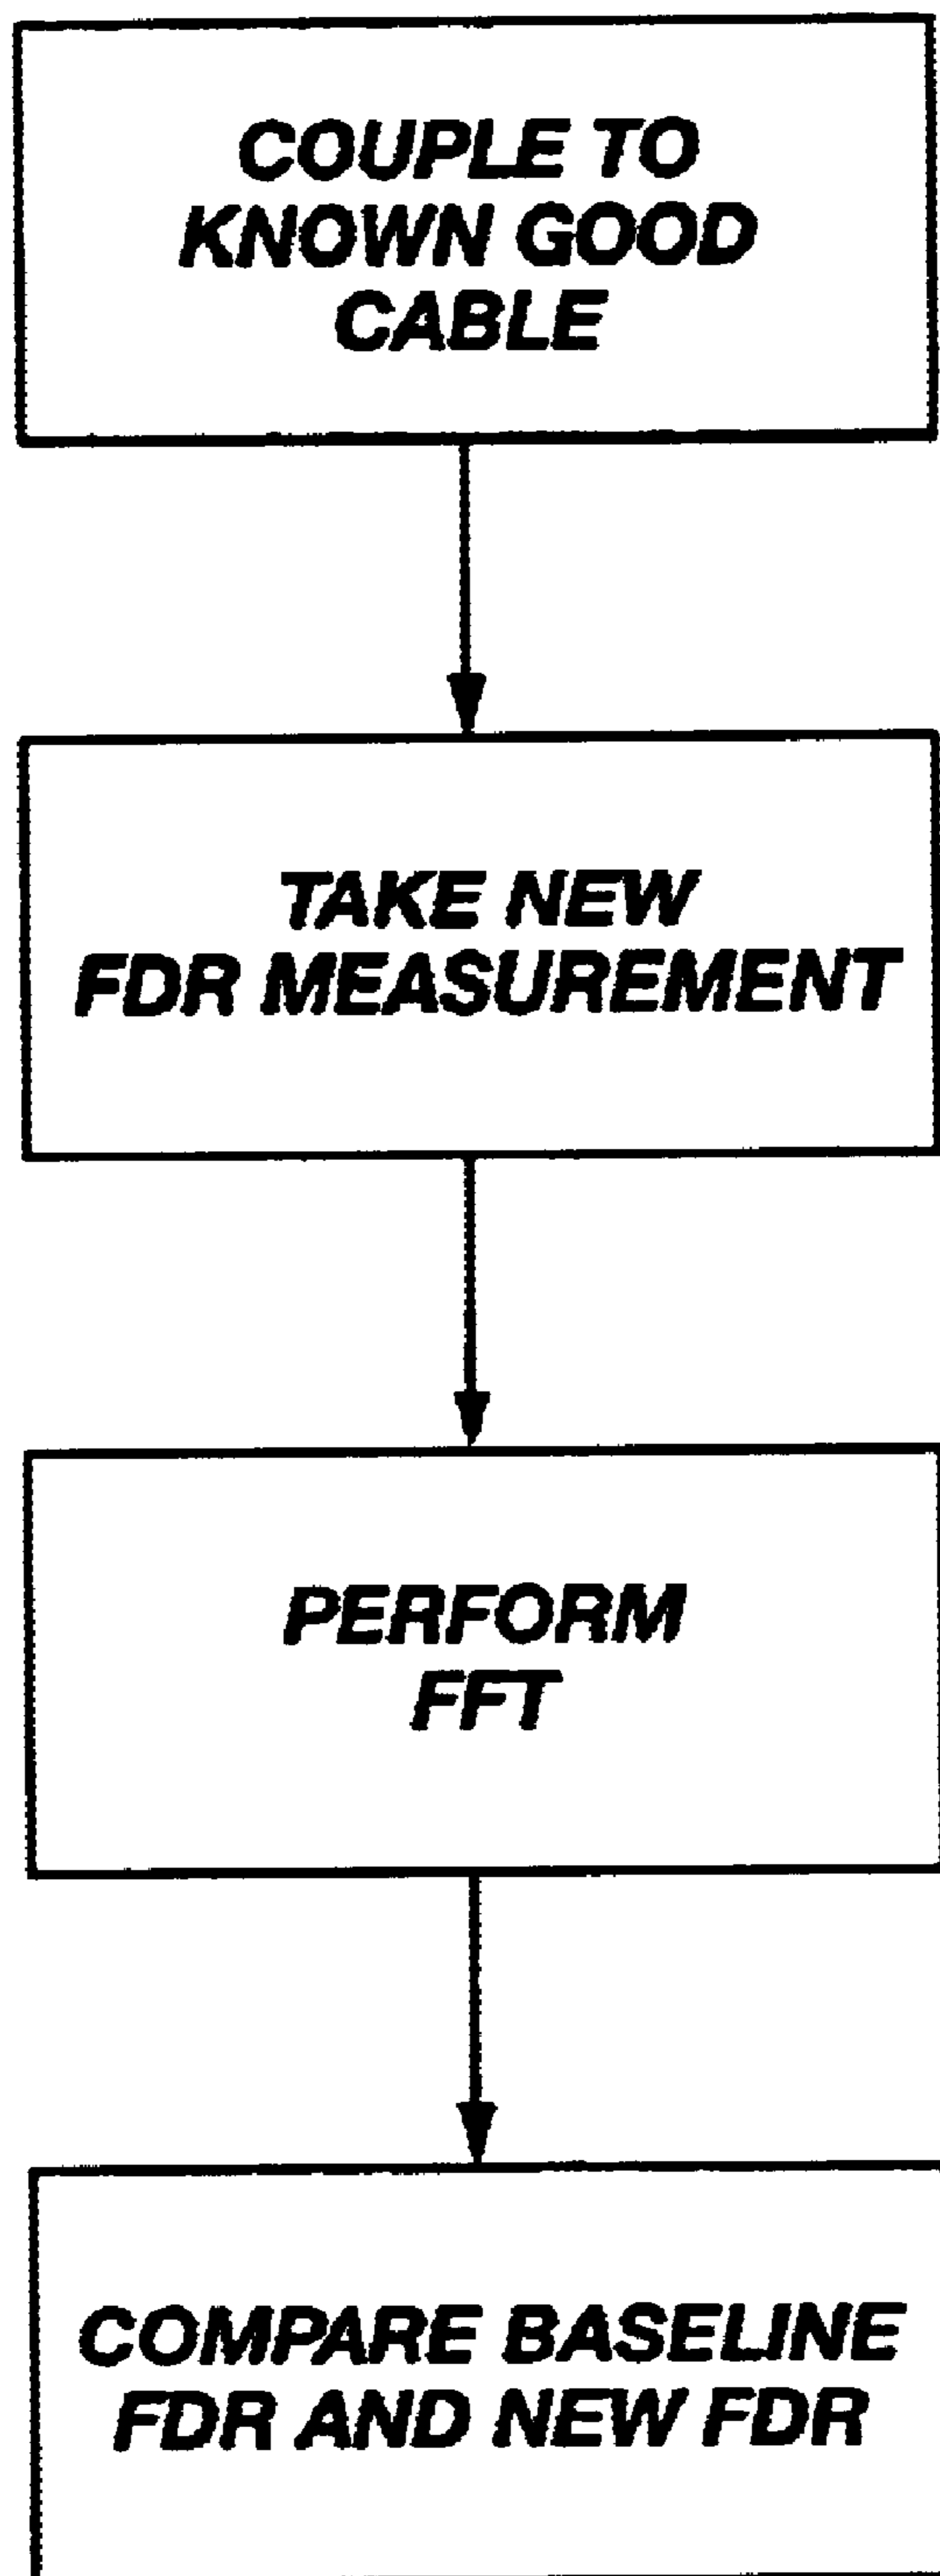 COUPLE TO
KNOWN GOOD
CABLE
TAKE NEW
FDR MEASUREMENT
PERFORM
FFT
COMPARE BASELINE
FDR AND NEW FDR